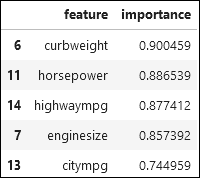 feature importance
6 curbweight 0.900459
11 horsepower 0.886539
14 highwaympg 0.877412
7 enginesize 0.857392
13 citympg 0.744959